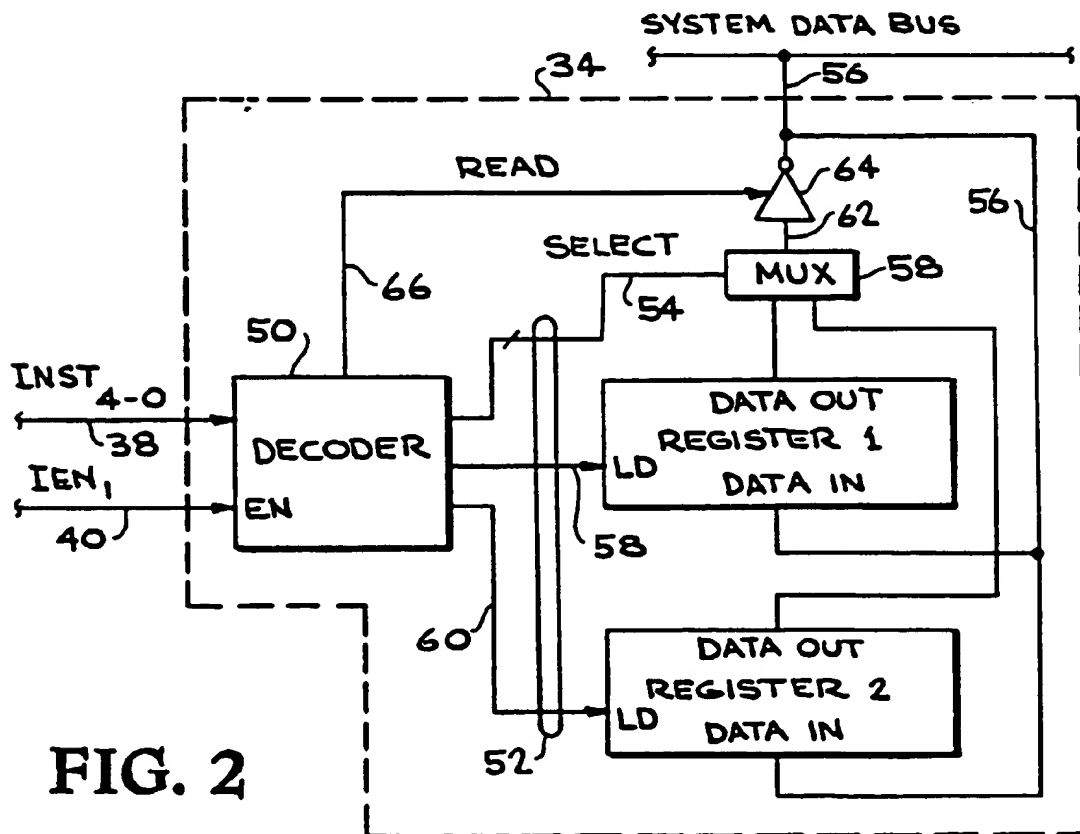 SYSTEM DATA BUS
34
56
READ
64
56
62
SELECT
MUX
58
66
54
50
INST4-0
38
DECODER
DATA OUT
REGISTER 1
LD
DATA IN
IEN1
40
EN
58
60
DATA OUT
REGISTER 2
LD
DATA IN
52
FIG. 2